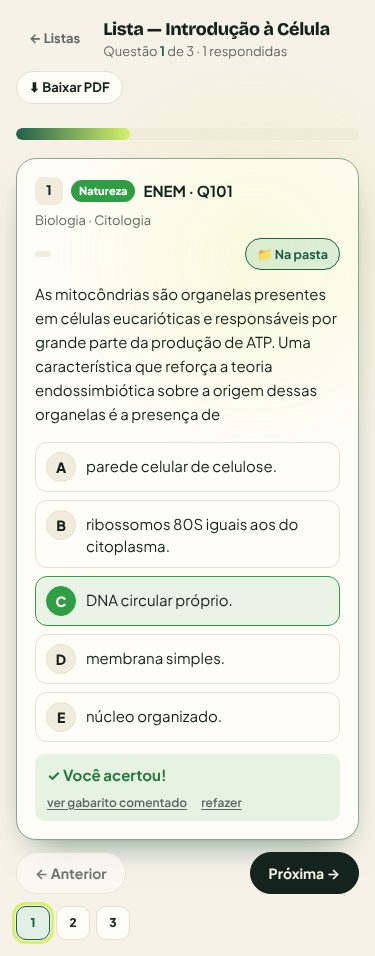 ← Listas
Lista — Introdução à Célula
Questão 1 de 3 · 1 respondidas
⬇ Baixar PDF
1 Natureza ENEM · Q101
Biologia · Citologia
📁 Na pasta
As mitocôndrias são organelas presentes
em células eucarióticas e responsáveis por
grande parte da produção de ATP. Uma
característica que reforça a teoria
endossimbiótica sobre a origem dessas
organelas é a presença de
A parede celular de celulose.
B ribossomos 80S iguais aos do
citoplasma.
C DNA circular próprio.
D membrana simples.
E núcleo organizado.
✓ Você acertou!
ver gabarito comentado refazer
← Anterior Próxima →
1 2 3